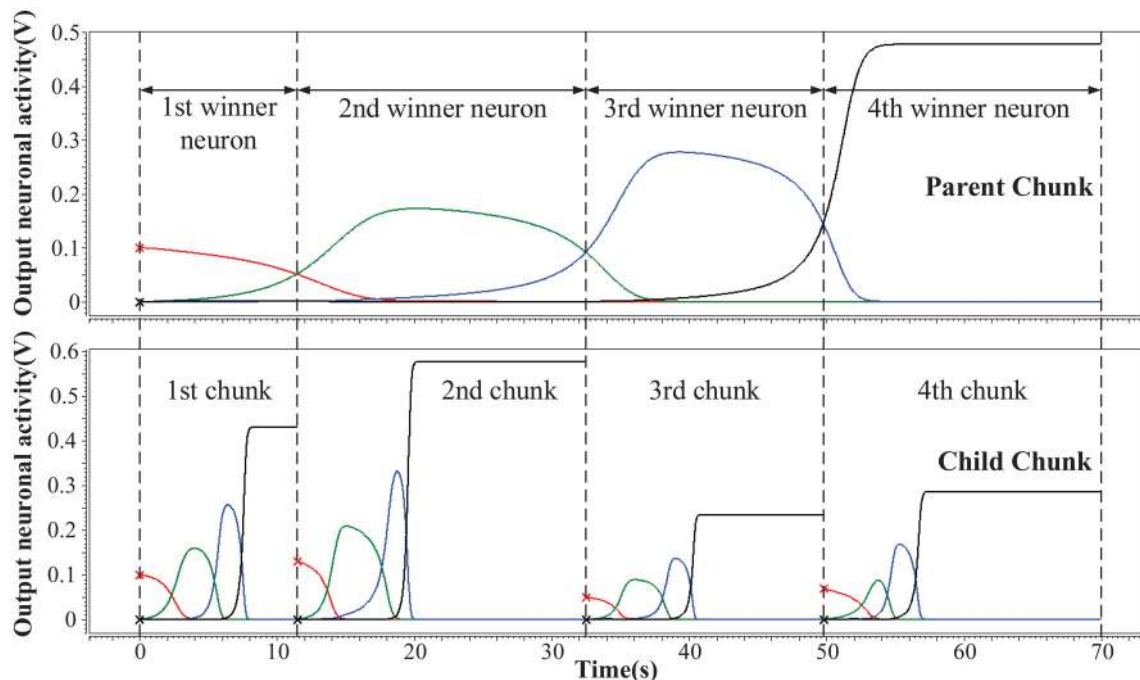 Output neuronal activity(V)
0.5
0.4
0.3
0.2
0.1
0
1st winner
neuron
2nd winner neuron
3rd winner neuron
4th winner neuron
Parent Chunk
Output neuronal activity(V)
0.6
0.5
0.4
0.3
0.2
0.1
0
1st chunk
2nd chunk
3rd chunk
4th chunk
Child Chunk
0
10
20
30
40
50
60
70
Time(s)